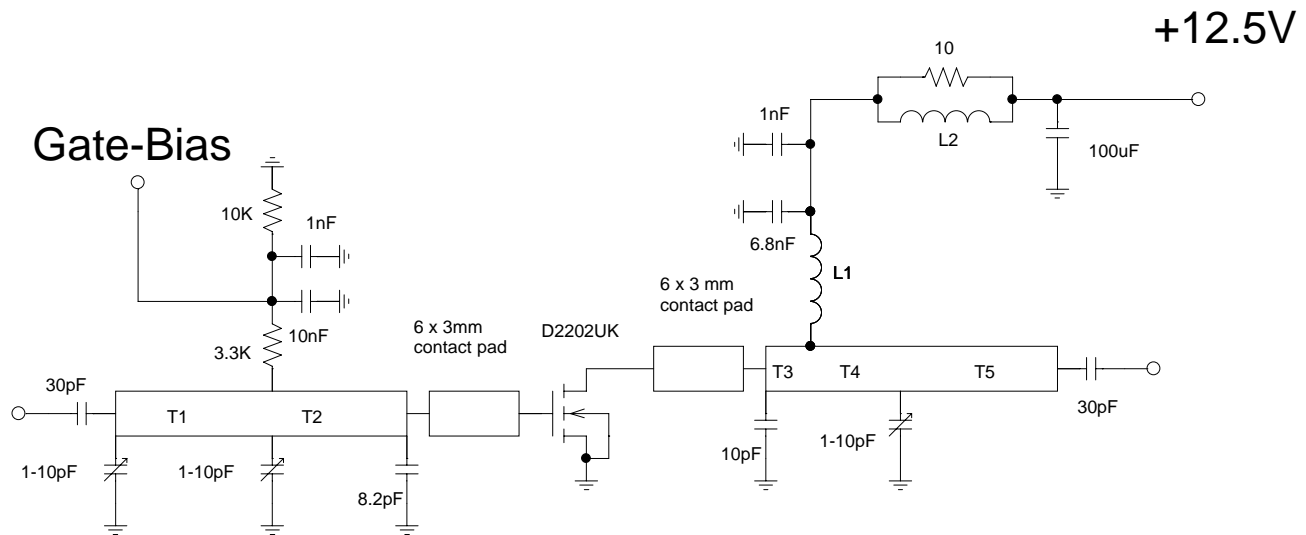 +12.5V
10
L2
1nF
100uF
Gate-Bias
10K
1nF
6.8nF
L1
10nF
3.3K
6 x 3mm
contact pad
D2202UK
6 x 3 mm
contact pad
30pF
T1
T2
T3
T4
T5
30pF
1-10pF
1-10pF
8.2pF
10pF
1-10pF